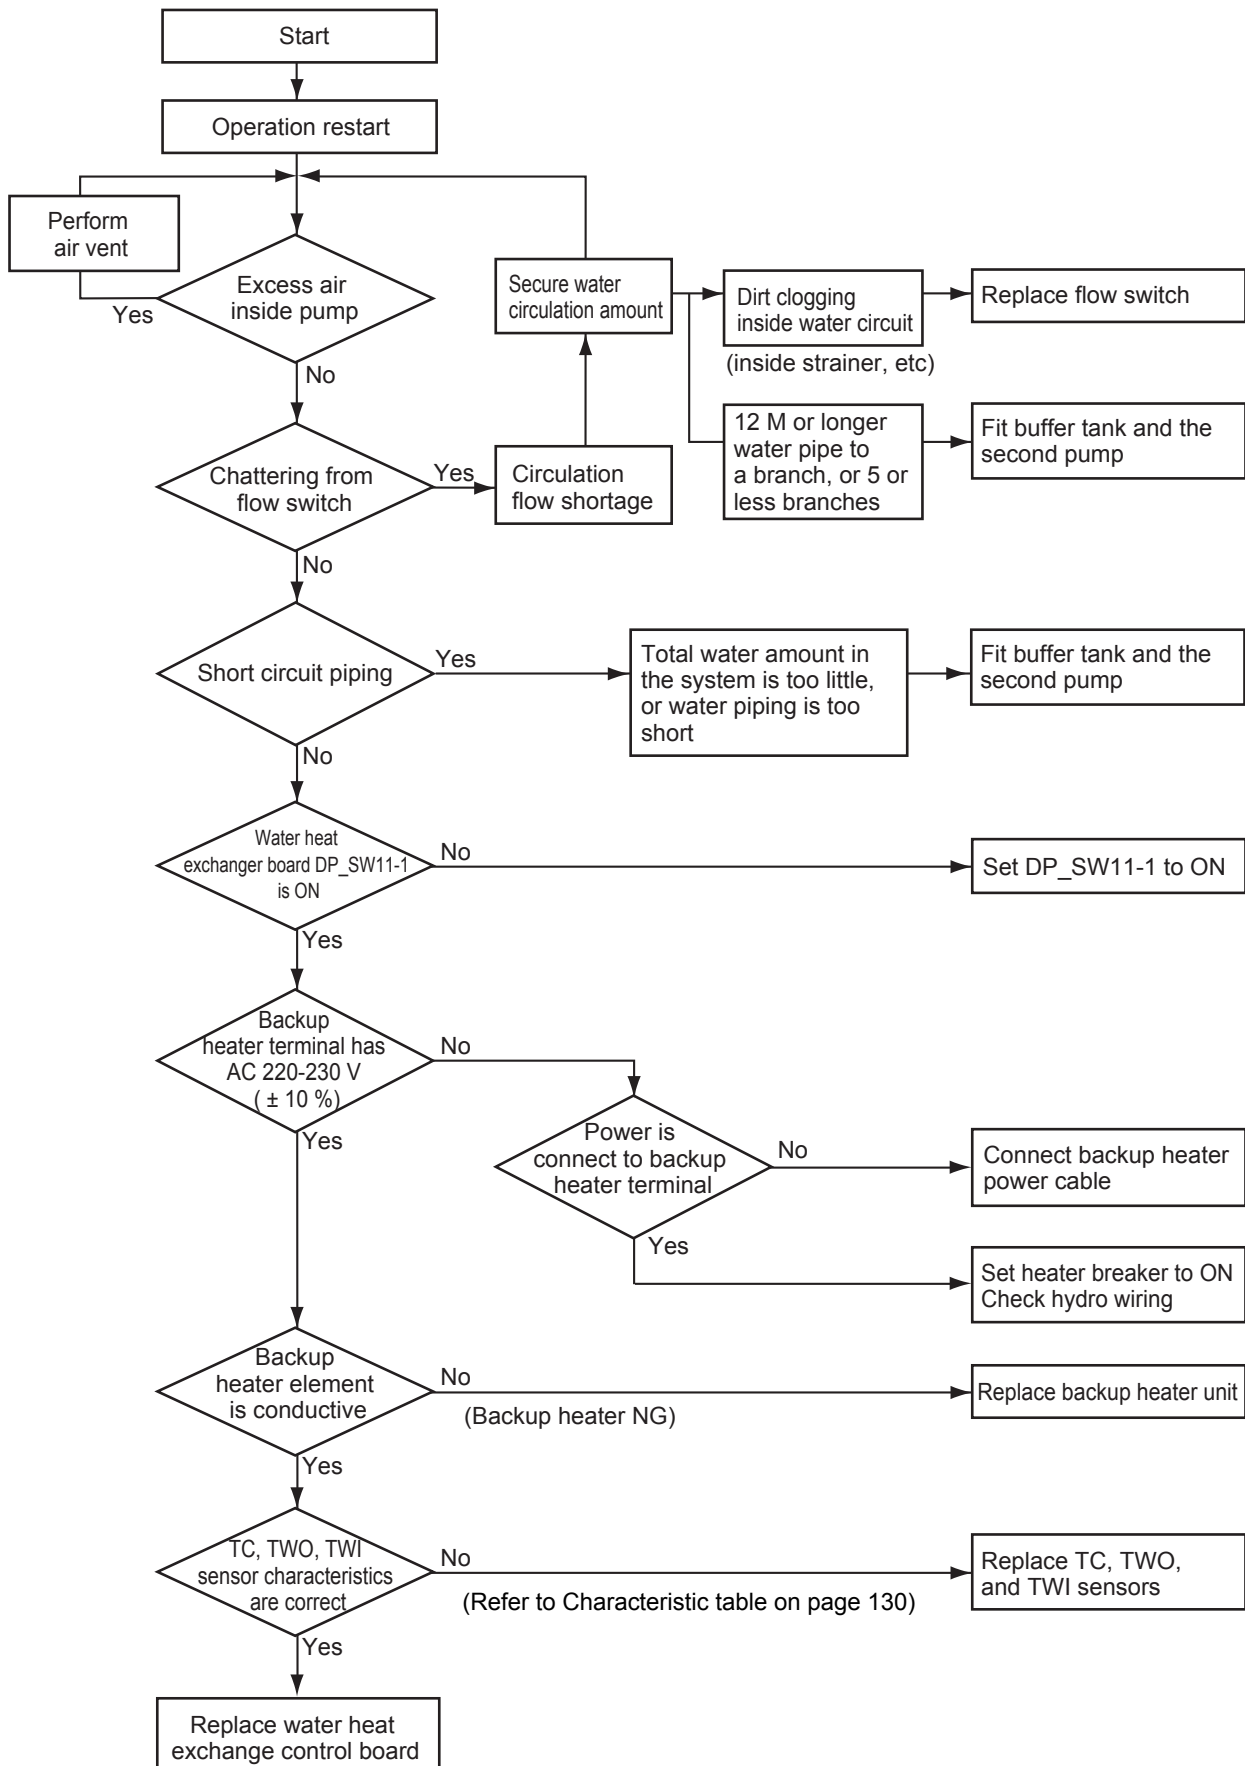 Start
Operation restart
Perform
air vent
Yes
Excess air
inside pump
No
Secure water
circulation amount
Dirt clogging
inside water circuit
(inside strainer, etc)
Replace flow switch
12 M or longer
water pipe to
a branch, or 5 or
less branches
Fit buffer tank and the
second pump
Chattering from
flow switch
Yes
Circulation
flow shortage
No
Short circuit piping
Yes
Total water amount in
the system is too little,
or water piping is too
short
Fit buffer tank and the
second pump
No
Water heat
exchanger board DP_SW11-1
is ON
No
Set DP_SW11-1 to ON
Yes
Backup
heater terminal has
AC 220-230 V
( ± 10 %)
No
Yes
Power is
connect to backup
heater terminal
No
Connect backup heater
power cable
Yes
Set heater breaker to ON
Check hydro wiring
Backup
heater element
is conductive
No
(Backup heater NG)
Replace backup heater unit
Yes
TC, TWO, TWI
sensor characteristics
are correct
No
(Refer to Characteristic table on page 130)
Replace TC, TWO,
and TWI sensors
Yes
Replace water heat
exchange control board